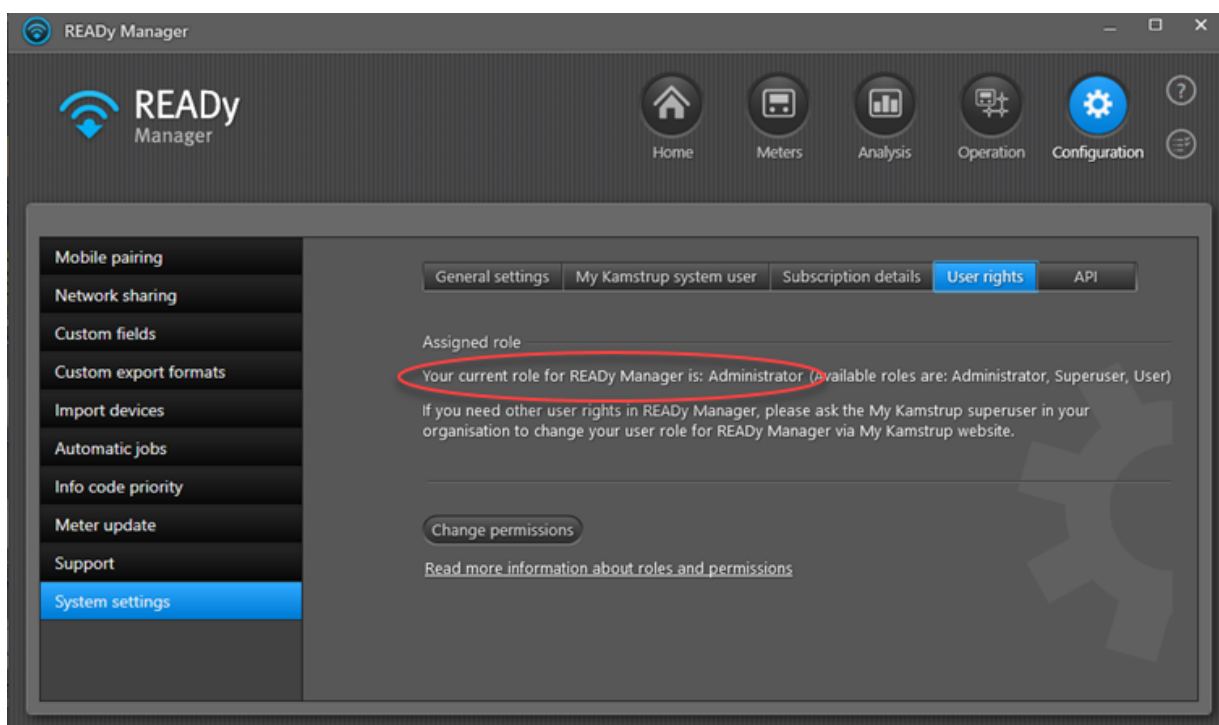 READy Manager
READy
Manager
Home
Meters
Analysis
Operation
Configuration
?
Mobile pairing
Network sharing
Custom fields
Custom export formats
Import devices
Automatic jobs
Info code priority
Meter update
Support
System settings
General settings
My Kamstrup system user
Subscription details
User rights
API
Assigned role
Your current role for READy Manager is: Administrator (Available roles are: Administrator, Superuser, User)
If you need other user rights in READy Manager, please ask the My Kamstrup superuser in your
organisation to change your user role for READy Manager via My Kamstrup website.
Change permissions
Read more information about roles and permissions